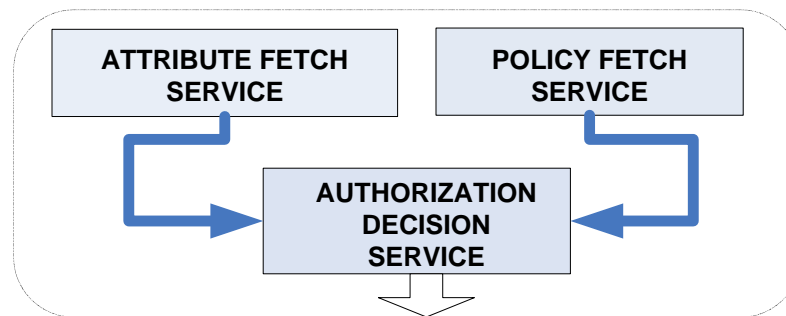 ATTRIBUTE FETCH
SERVICE
POLICY FETCH
SERVICE
AUTHORIZATION
DECISION
SERVICE